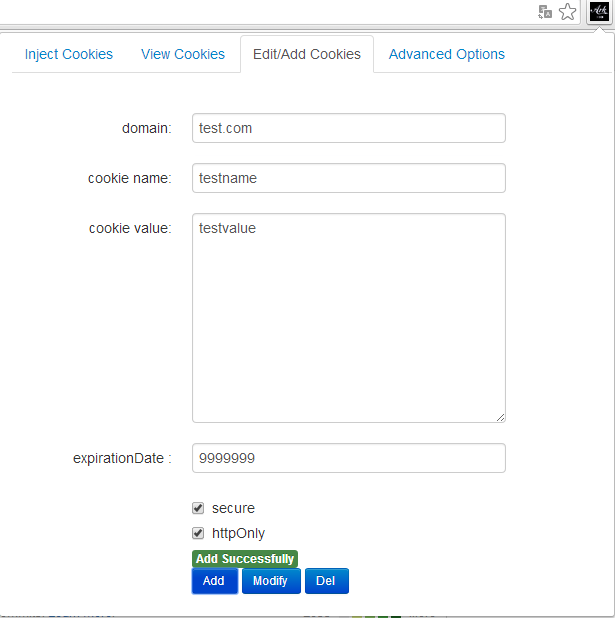 Inject Cookies View Cookies Edit/Add Cookies Advanced Options
domain: test.com
cookie name: testname
cookie value: testvalue
expirationDate : 9999999
secure
httpOnly
Add Successfully
Add Modify Del